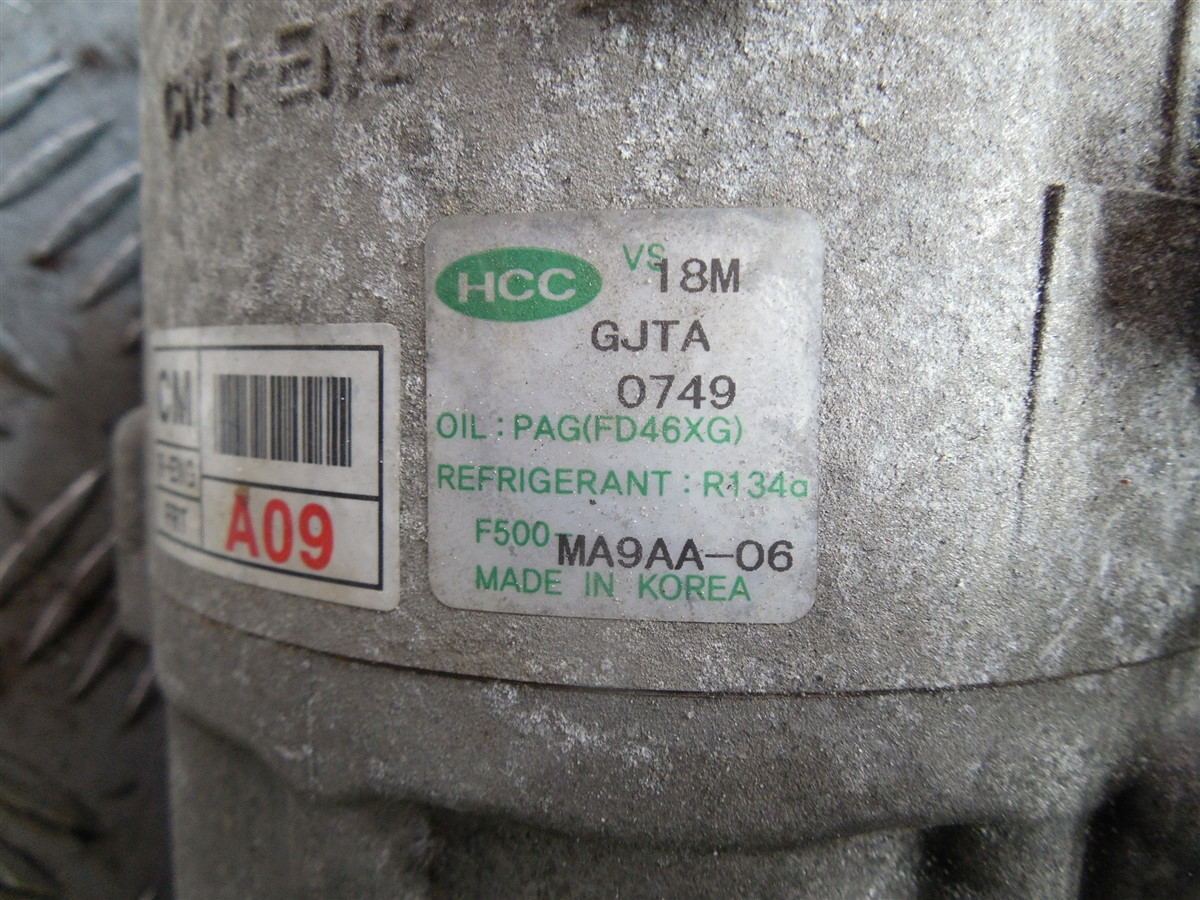 CM
A09
HCC VS 18M
GJTA
0749
OIL : PAG(FD46XG)
REFRIGERANT : R134a
F500-MA9AA-06
MADE IN KOREA